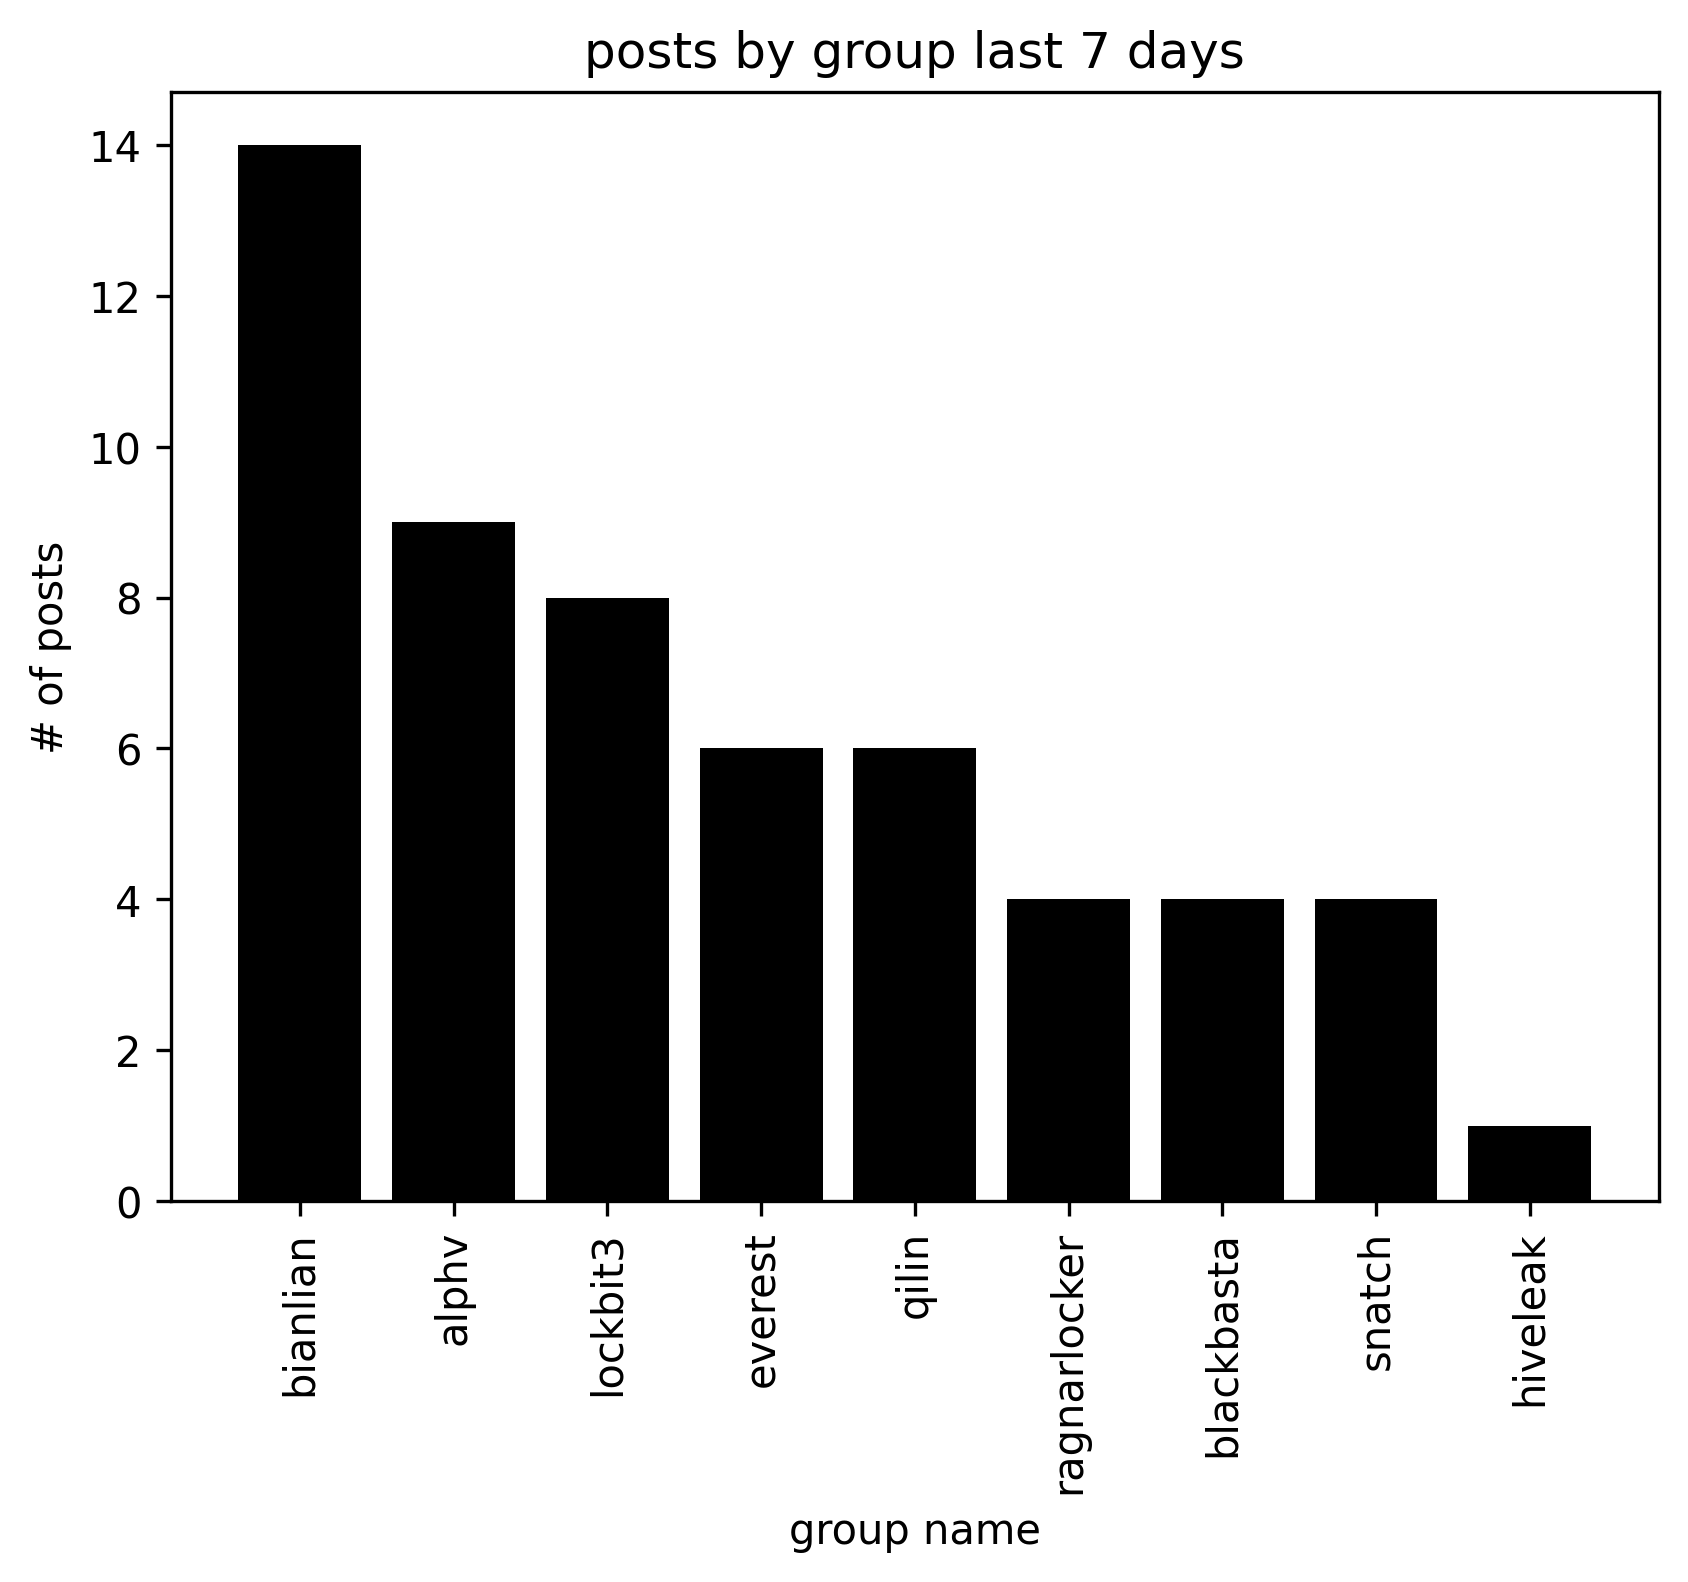 posts by group last 7 days
14
12
10
8
6
4
2
0
# of posts
bianlian
alphv
lockbit3
everest
qilin
ragnarlocker
blackbasta
snatch
hiveleak
group name